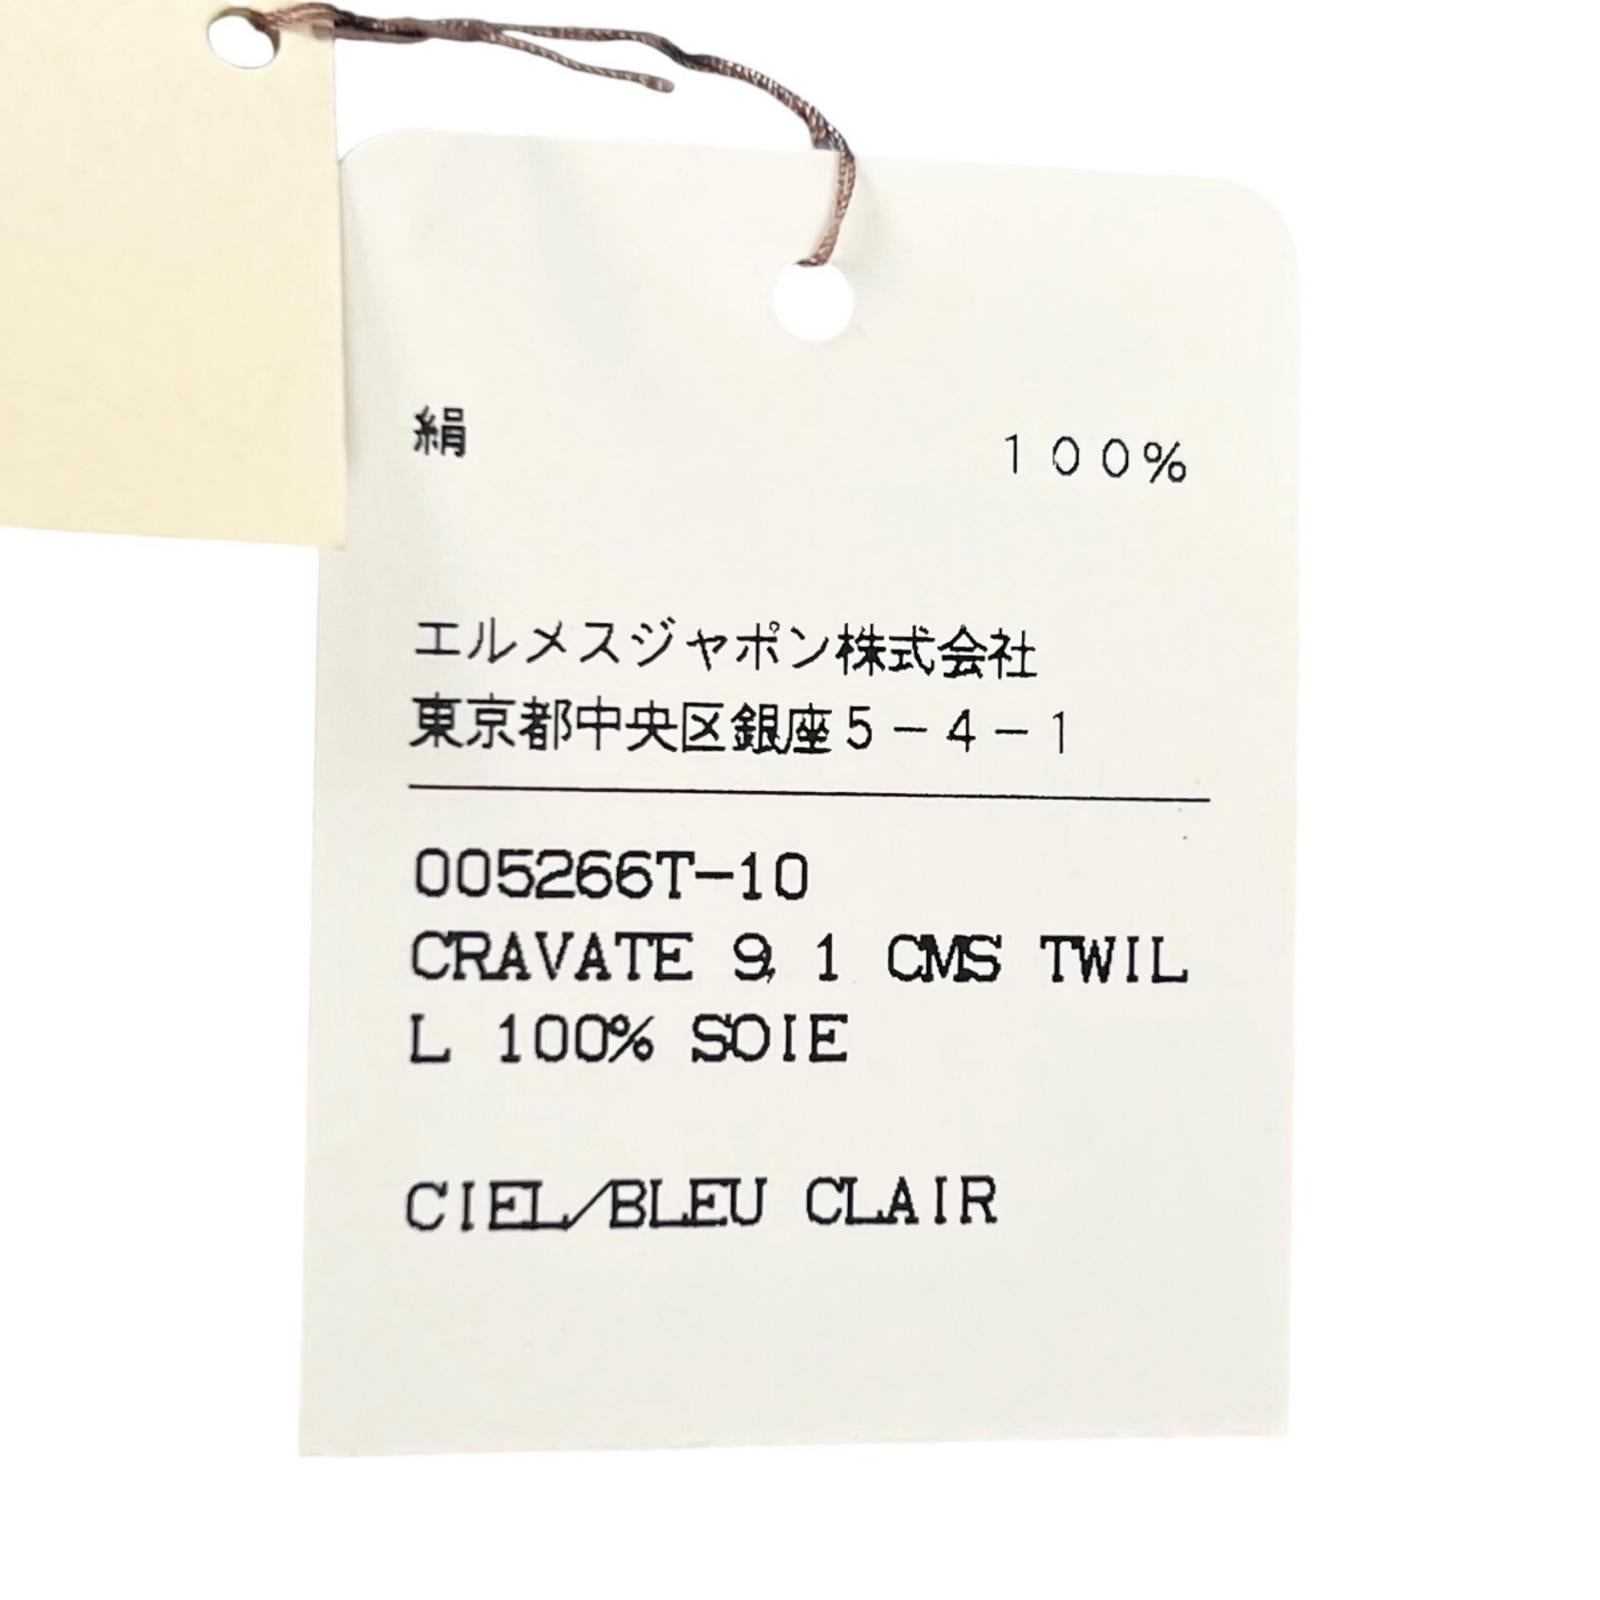 絹 100%
エルメスジャポン株式会社
東京都中央区銀座5-4-1
005266T-10
CRAVATE 9,1 CMS TWIL
L 100% SOIE
CIEL/BLEU CLAIR